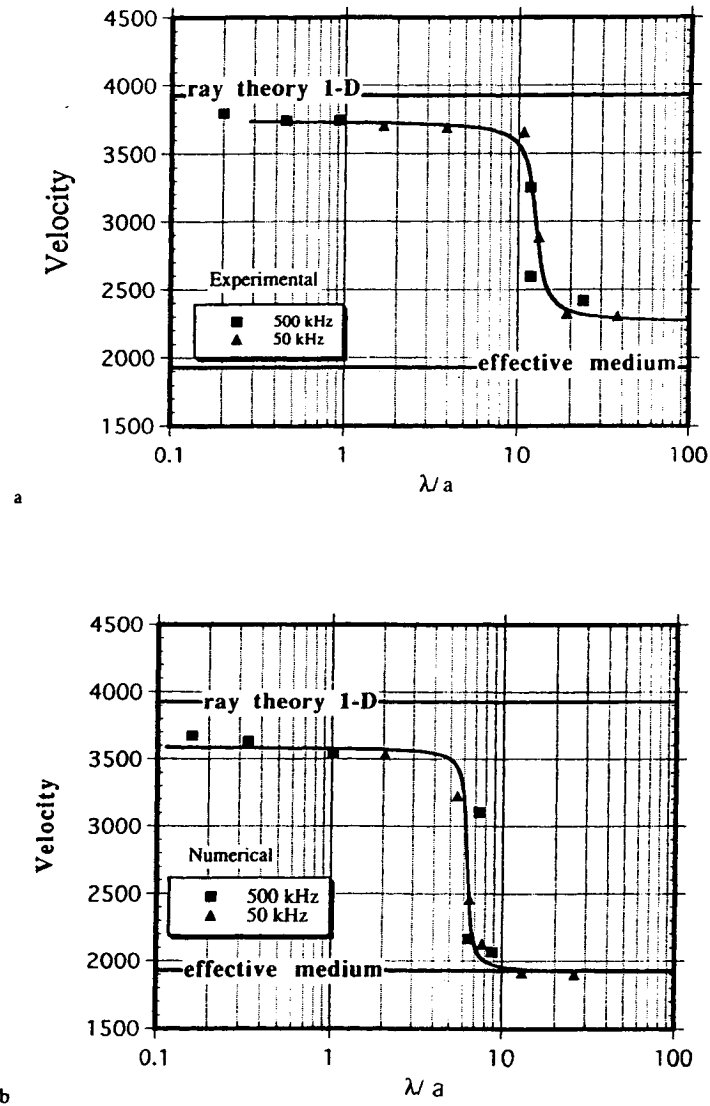 4500
4000
ray theory 1-D
3500
Velocity
3000
Experimental
2500
500 kHz
50 kHz
2000
effective medium
1500
0.1 1 10 100
λ/ a
a
4500
4000
ray theory 1-D
3500
Velocity
3000
Numerical
2500
500 kHz
50 kHz
2000
effective medium
1500
0.1 1 10 100
λ/ a
b